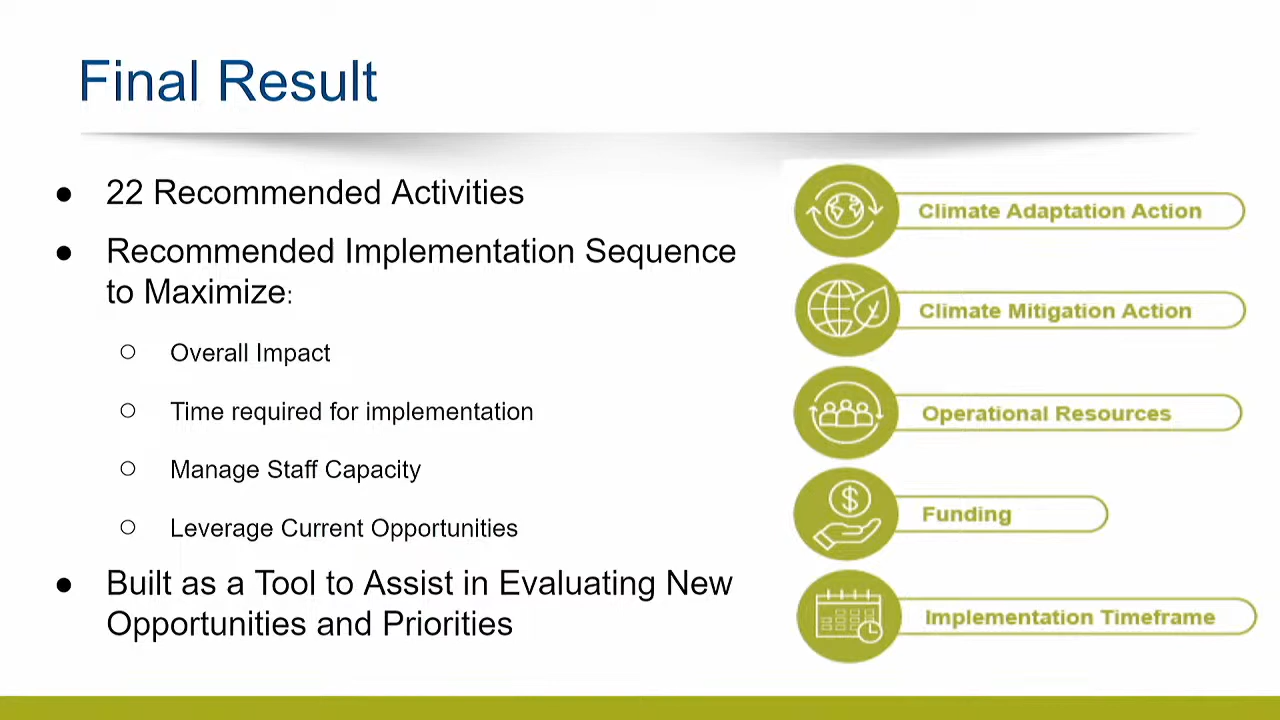 Final Result
● 22 Recommended Activities
● Recommended Implementation Sequence
to Maximize:
○ Overall Impact
○ Time required for implementation
○ Manage Staff Capacity
○ Leverage Current Opportunities
● Built as a Tool to Assist in Evaluating New
Opportunities and Priorities
Climate Adaptation Action
Climate Mitigation Action
Operational Resources
$
Funding
Implementation Timeframe